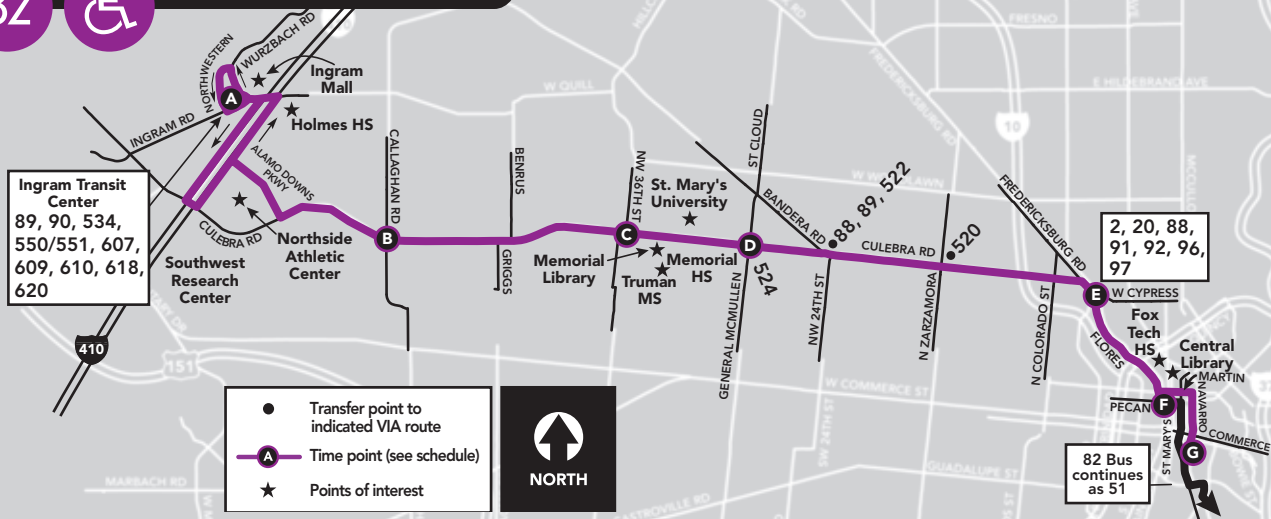 82
NORTHWESTERN
WURZBACH RD
Ingram
Mall
A
Holmes HS
INGRAM RD
ALAMO DOWNS
PKWY
Ingram Transit
Center
89, 90, 534,
550/551, 607,
609, 610, 618,
620
CULEBRA RD
Northside
Athletic
Center
Southwest
Research
Center
410
151
CALLAGHAN RD
B
BENRUS
GRIGGS
W QUILL
NW 36TH ST
C
Memorial
Library
St. Mary's
University
Memorial
HS
Truman
MS
ST CLOUD
D
524
GENERAL MCMULLEN
BANDERA RD
88, 89, 522
CULEBRA RD
NW 24TH ST
520
N ZARZAMORA
FREDERICKSBURG RD
FREDERICKSBURG RD
FRESNO
E HILDEBRAND AVE
10
N COLORADO ST
2, 20, 88,
91, 92, 96,
97
E
W CYPRESS
Fox
Tech
HS
Central
Library
FLORES
MARTIN
PECAN
F
NAVARRO
ST MARY'S
COMMERCE
G
82 Bus
continues
as 51
W COMMERCE ST
SW 24TH ST
GUADALUPE ST
MARBACH RD
Transfer point to
indicated VIA route
A
Time point (see schedule)
Points of interest
NORTH